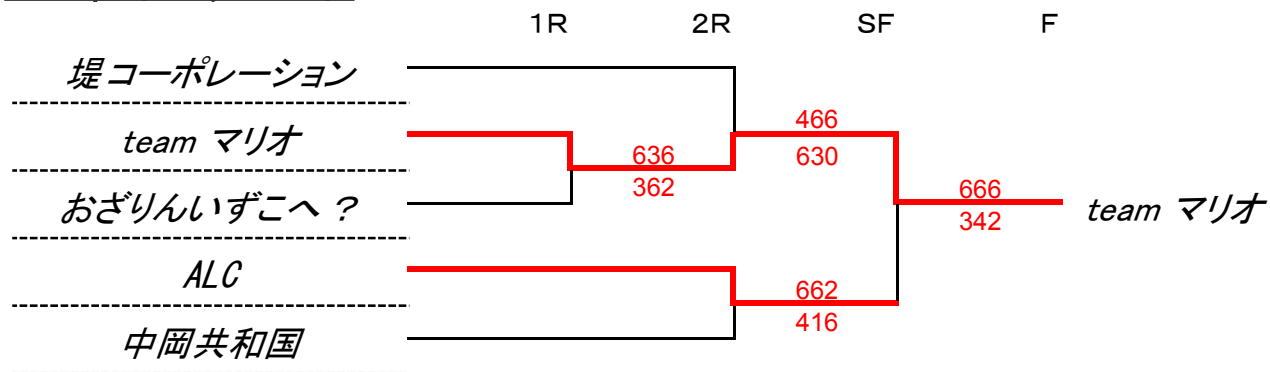 1R 2R SF F
堤コーポレーション
466
team マリオ
636
630
362
666
おざりんいずこへ？
team マリオ
342
ALC
662
416
中岡共和国